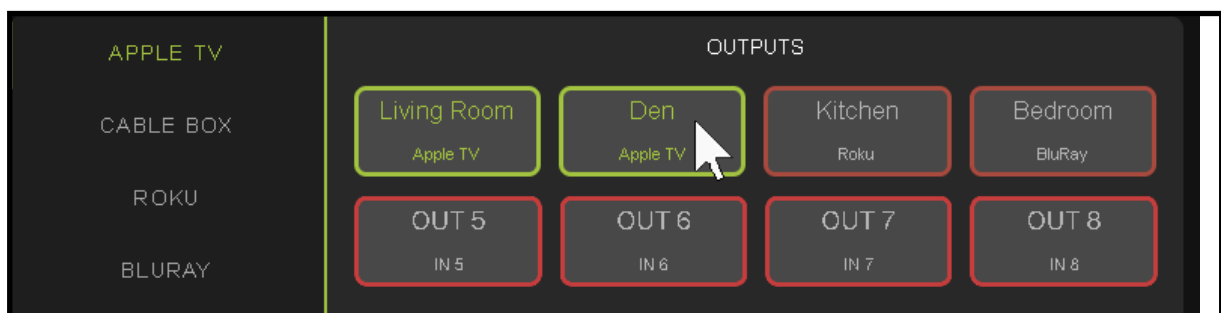 APPLE TV
CABLE BOX
ROKU
BLURAY
OUTPUTS
Living Room
Apple TV
Den
Apple TV
Kitchen
Roku
Bedroom
BluRay
OUT 5
IN 5
OUT 6
IN 6
OUT 7
IN 7
OUT 8
IN 8